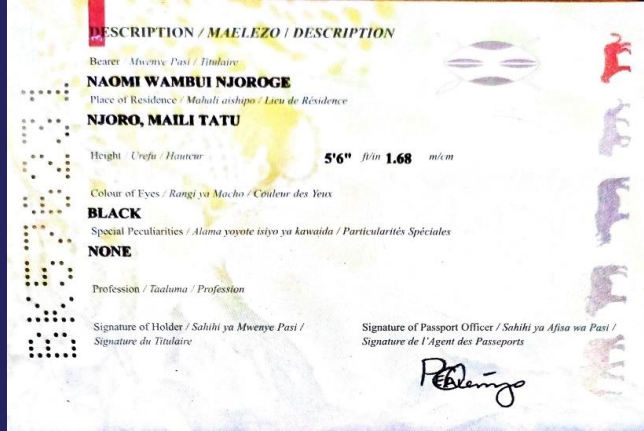 DESCRIPTION / MAELEZO / DESCRIPTION
Bearer / Mwenye Pasi / Titulaire
NAOMI WAMBUI NJOROGE
Place of Residence / Mahali aishipo / Lieu de Résidence
NJORO, MAILI TATU
Height / Urefu / Hauteur 5'6" ft/in 1.68 m/cm
Colour of Eyes / Rangi ya Macho / Couleur des Yeux
BLACK
Special Peculiarities / Alama yoyote isiyo ya kawaida / Particularités Spéciales
NONE
Profession / Taaluma / Profession
Signature of Holder / Sahihi ya Mwenye Pasi /
Signature du Titulaire
Signature of Passport Officer / Sahihi ya Afisa wa Pasi /
Signature de l'Agent des Passeports